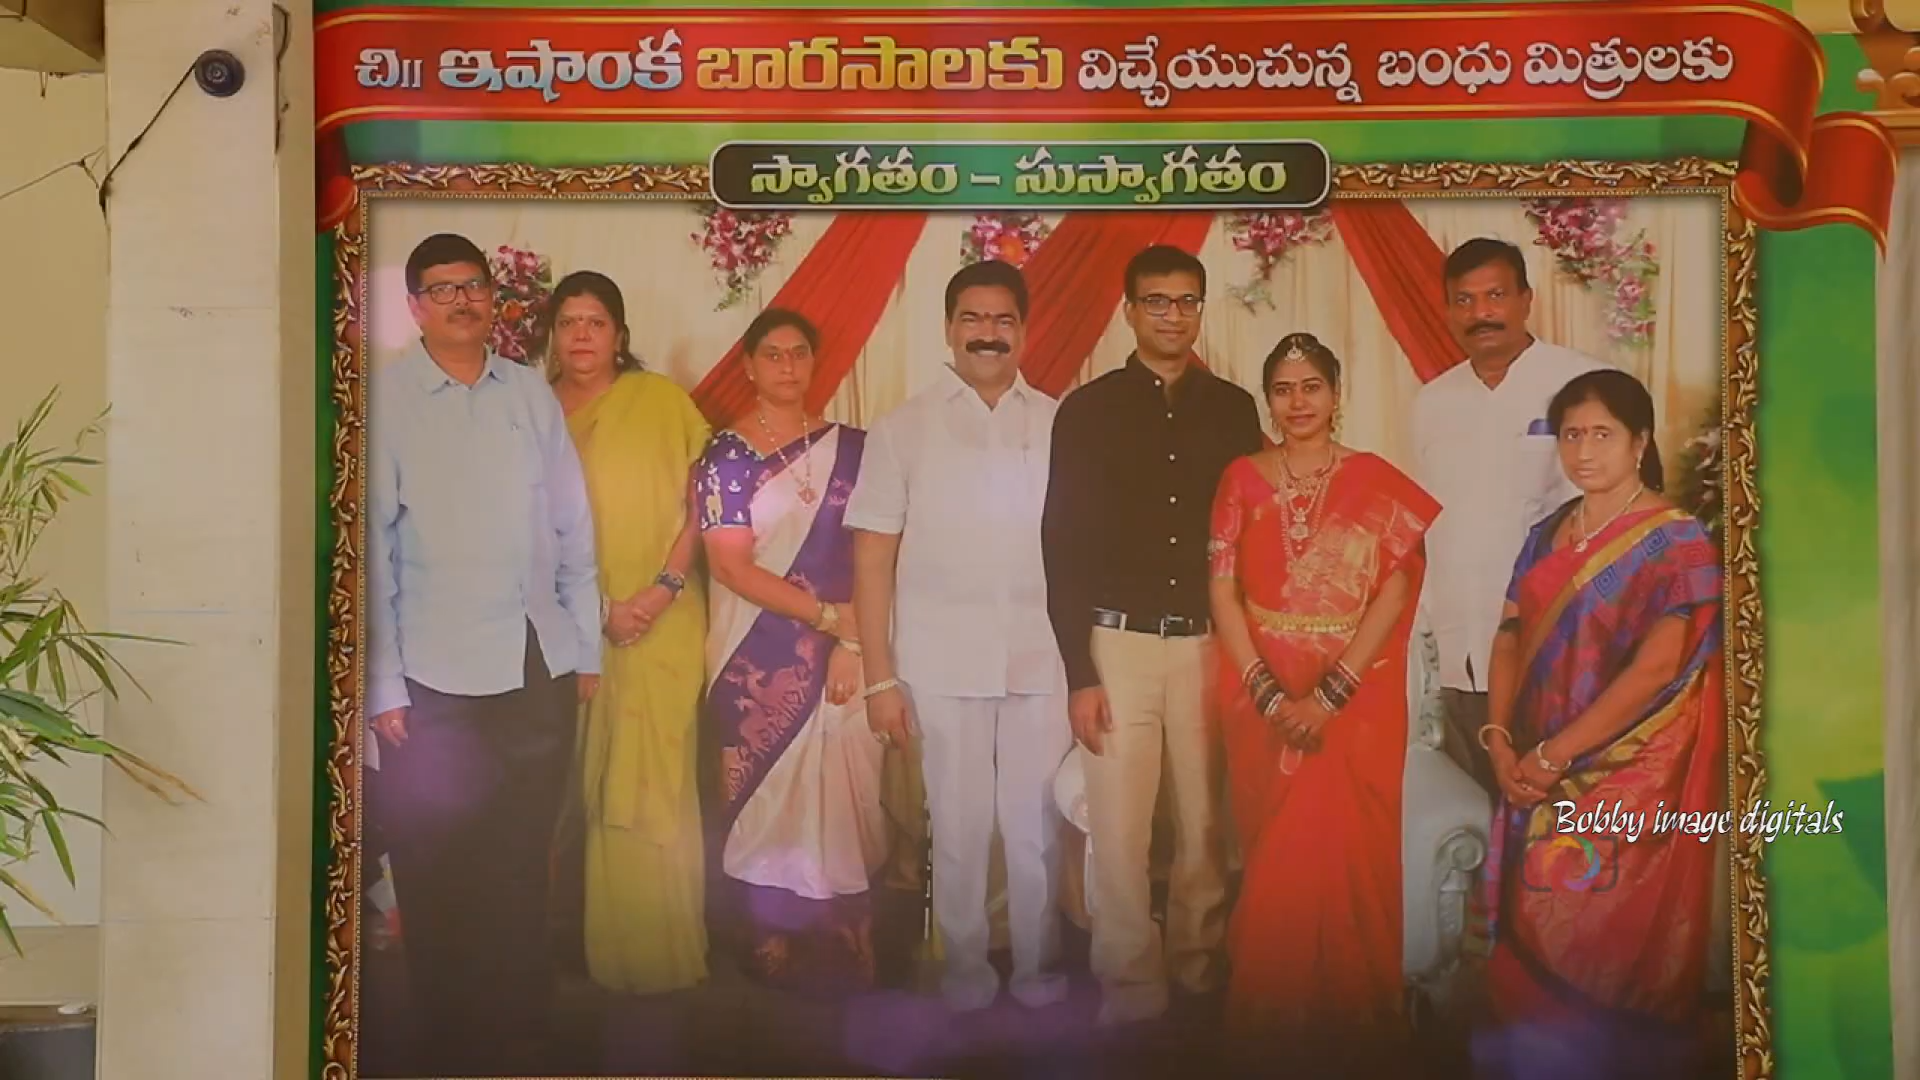 చి॥ ఇషాంక బారసాలకు విచ్చేయుచున్న బంధు మిత్రులకు
స్వాగతం - సుస్వాగతం
Bobby image digitals